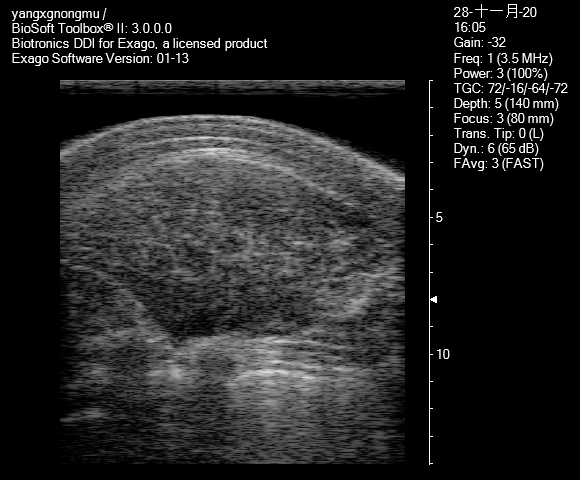 yangxgnongmu /
BioSoft Toolbox® II: 3.0.0.0
Biotronics DDI for Exago, a licensed product
Exago Software Version: 01-13
28-十一月-20
16:05
Gain: -32
Freq: 1 (3.5 MHz)
Power: 3 (100%)
TGC: 72/-16/-64/-72
Depth: 5 (140 mm)
Focus: 3 (80 mm)
Trans. Tip: 0 (L)
Dyn.: 6 (65 dB)
FAvg: 3 (FAST)
5
10